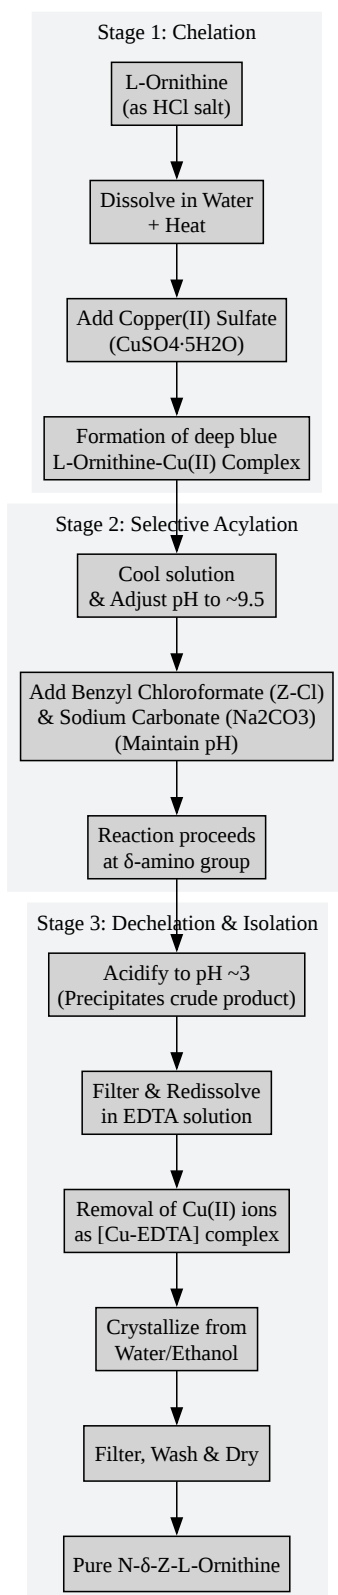 Stage 1: Chelation
L-Ornithine
(as HCl salt)
Dissolve in Water
+ Heat
Add Copper(II) Sulfate
(CuSO4·5H2O)
Formation of deep blue
L-Ornithine-Cu(II) Complex
Stage 2: Selective Acylation
Cool solution
& Adjust pH to ~9.5
Add Benzyl Chloroformate (Z-Cl)
& Sodium Carbonate (Na2CO3)
(Maintain pH)
Reaction proceeds
at δ-amino group
Stage 3: Dechelation & Isolation
Acidify to pH ~3
(Precipitates crude product)
Filter & Redissolve
in EDTA solution
Removal of Cu(II) ions
as [Cu-EDTA] complex
Crystallize from
Water/Ethanol
Filter, Wash & Dry
Pure N-δ-Z-L-Ornithine